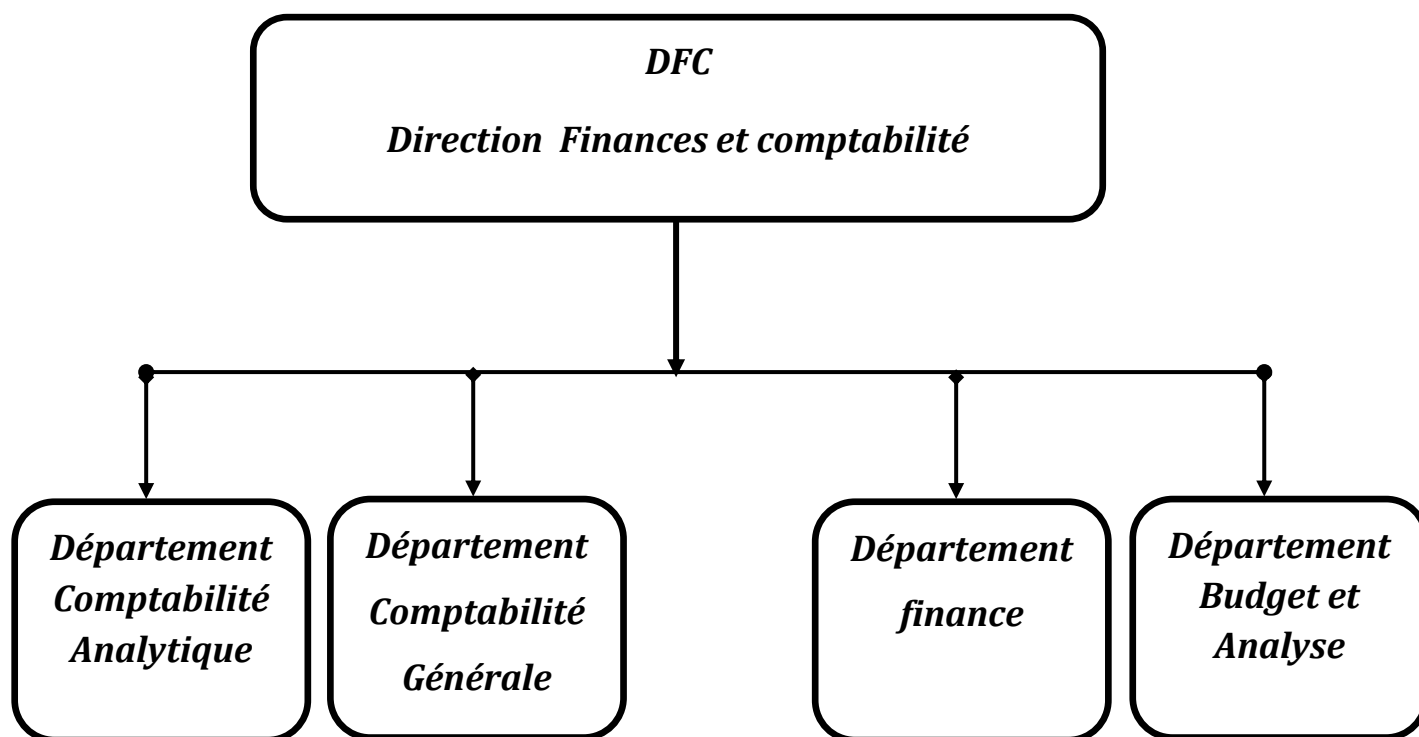 DFC
Direction Finances et comptabilité
Département
Comptabilité
Analytique
Département
Comptabilité
Générale
Département
finance
Département
Budget et
Analyse